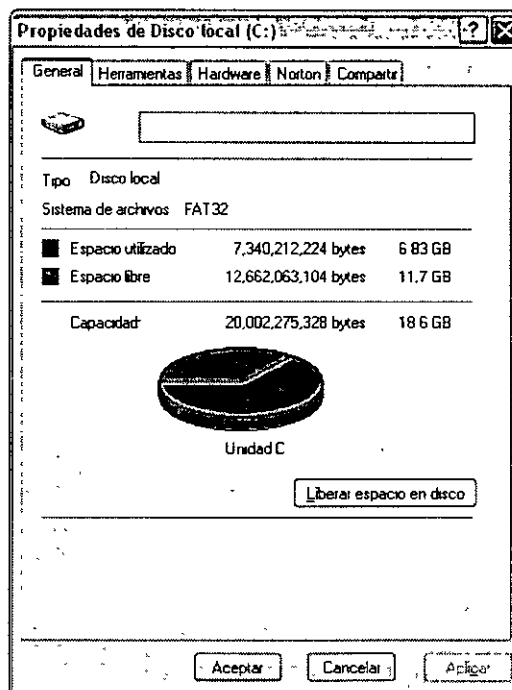 Propiedades de Disco local (C:) ? X
General Herramientas Hardware Norton Compartir
Tipo Disco local
Sistema de archivos FAT32
Espacio utilizado 7,340,212,224 bytes 6 83 GB
Espacio libre 12,662,063,104 bytes 11,7 GB
Capacidad 20,002,275,328 bytes 18 6 GB
Unidad C
Liberar espacio en disco
Aceptar Cancelar Aplicar